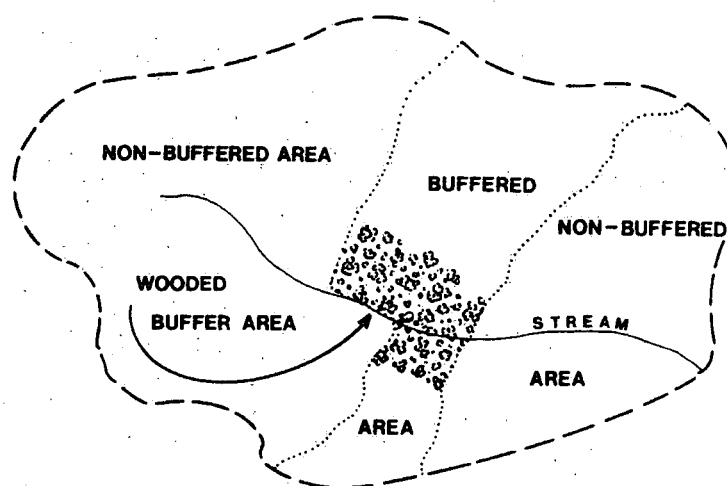 NON-BUFFERED AREA
BUFFERED
NON-BUFFERED
WOODED
BUFFER AREA
STREAM
AREA
AREA